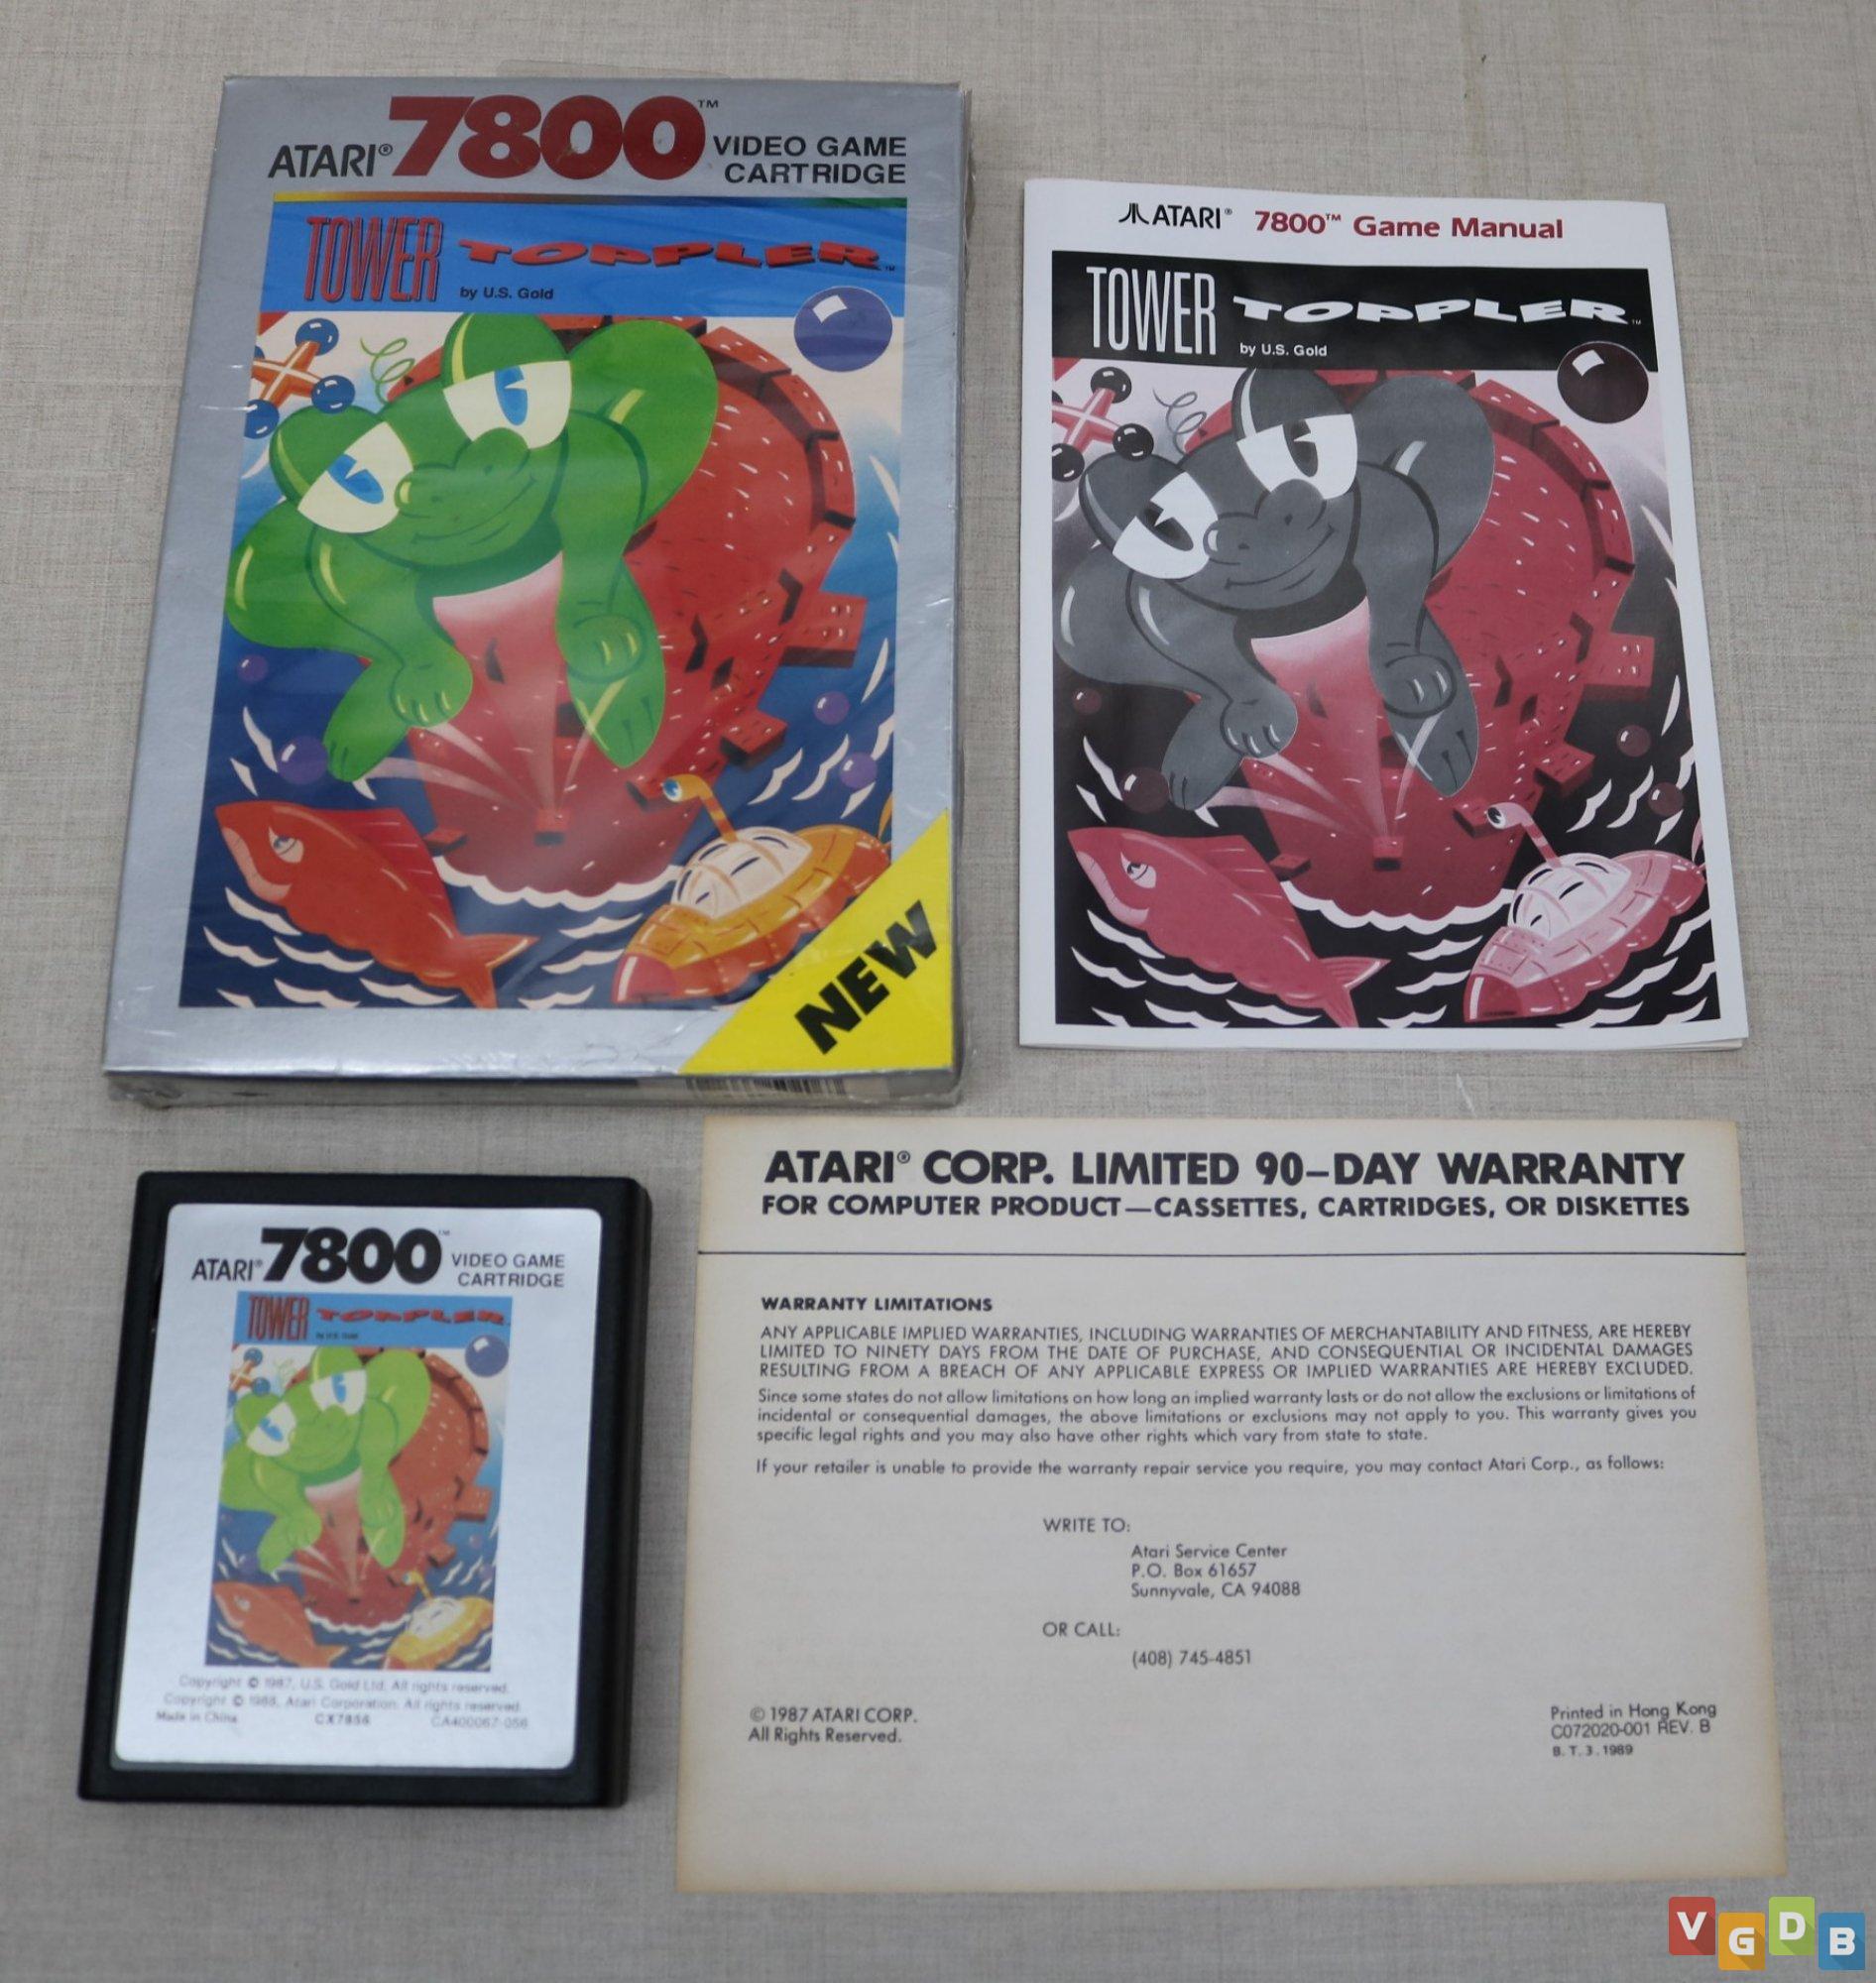 ATARI® 7800™ VIDEO GAME
CARTRIDGE
TOWER TOPPLER™
by U.S. Gold
NEW
ATARI® 7800™ Game Manual
TOWER TOPPLER™
by U.S. Gold
ATARI® 7800™ VIDEO GAME
CARTRIDGE
TOWER TOPPLER™
by U.S. Gold
Copyright © 1987, U.S. Gold Ltd. All rights reserved.
Copyright © 1988, Atari Corporation. All rights reserved.
Made in China CX7856 CA400067-056
ATARI® CORP. LIMITED 90–DAY WARRANTY
FOR COMPUTER PRODUCT—CASSETTES, CARTRIDGES, OR DISKETTES
WARRANTY LIMITATIONS
ANY APPLICABLE IMPLIED WARRANTIES, INCLUDING WARRANTIES OF MERCHANTABILITY AND FITNESS, ARE HEREBY
LIMITED TO NINETY DAYS FROM THE DATE OF PURCHASE, AND CONSEQUENTIAL OR INCIDENTAL DAMAGES
RESULTING FROM A BREACH OF ANY APPLICABLE EXPRESS OR IMPLIED WARRANTIES ARE HEREBY EXCLUDED.
Since some states do not allow limitations on how long an implied warranty lasts or do not allow the exclusions or limitations of
incidental or consequential damages, the above limitations or exclusions may not apply to you. This warranty gives you
specific legal rights and you may also have other rights which vary from state to state.
If your retailer is unable to provide the warranty repair service you require, you may contact Atari Corp., as follows:
WRITE TO:
Atari Service Center
P.O. Box 61657
Sunnyvale, CA 94088
OR CALL:
(408) 745-4851
© 1987 ATARI CORP.
All Rights Reserved.
Printed in Hong Kong
C072020-001 REV. B
B. T. 3. 1989
VGDB